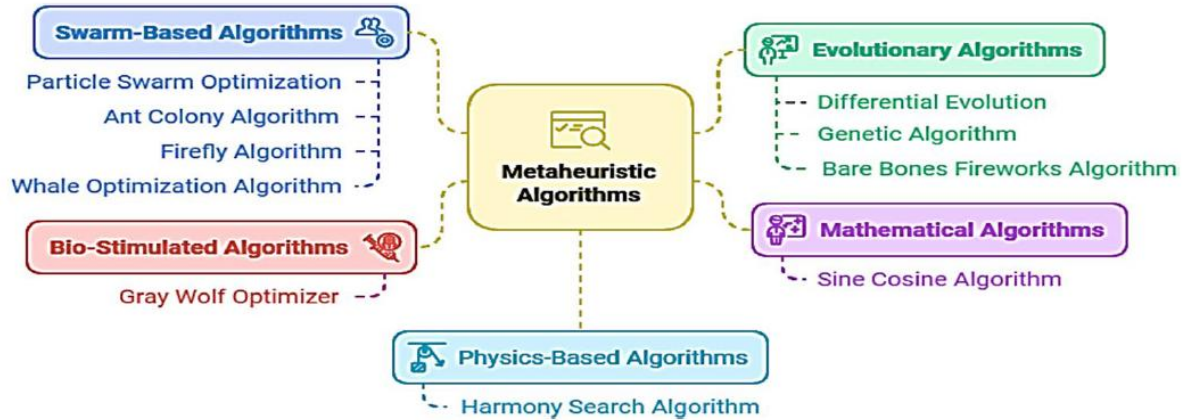 Swarm-Based Algorithms
Particle Swarm Optimization
Ant Colony Algorithm
Firefly Algorithm
Whale Optimization Algorithm
Bio-Stimulated Algorithms
Gray Wolf Optimizer
Metaheuristic
Algorithms
Evolutionary Algorithms
Differential Evolution
Genetic Algorithm
Bare Bones Fireworks Algorithm
Mathematical Algorithms
Sine Cosine Algorithm
Physics-Based Algorithms
Harmony Search Algorithm